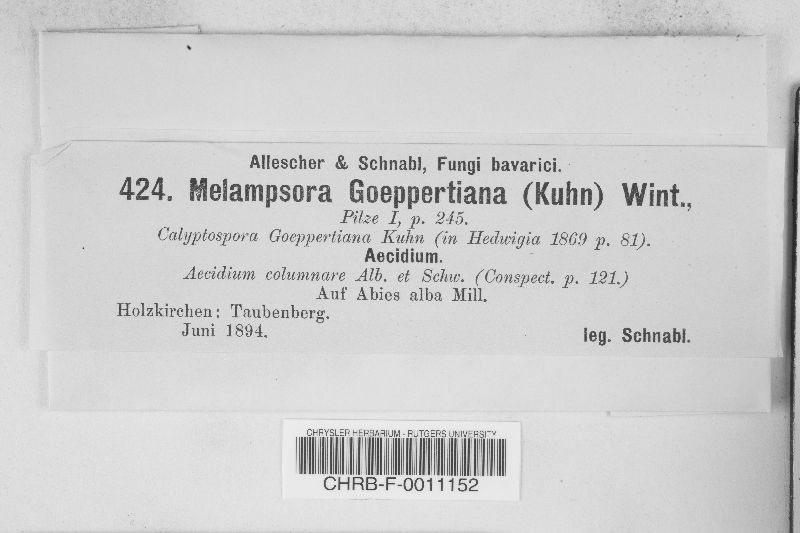 Allescher & Schnabl, Fungi bavarici.
424. Melampsora Goeppertiana (Kuhn) Wint.,
Pilze I, p. 245.
Calyptospora Goeppertiana Kuhn (in Hedwigia 1869 p. 81).
Aecidium.
Aecidium columnare Alb. et Schw. (Conspect. p. 121.)
Auf Abies alba Mill.
Holzkirchen: Taubenberg.
Juni 1894.
leg. Schnabl.
CHRYSLER HERBARIUM - RUTGERS UNIVERSITY
CHRB-F-0011152